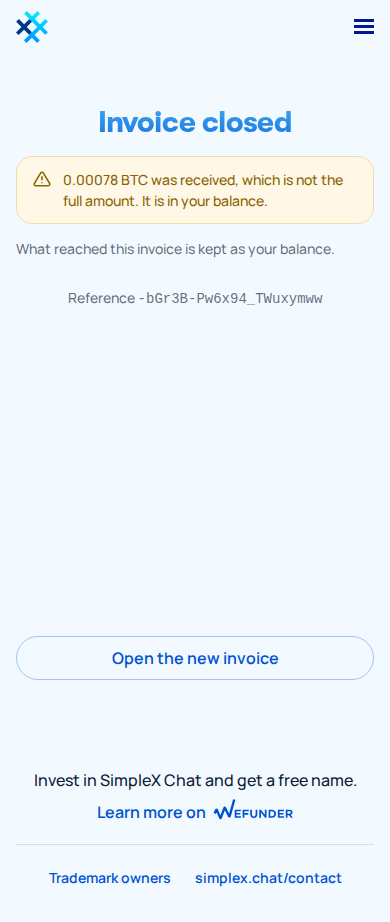 Invoice closed
0.00078 BTC was received, which is not the
full amount. It is in your balance.
What reached this invoice is kept as your balance.
Reference -bGr3B-Pw6x94_TWuxymww
Open the new invoice
Invest in SimpleX Chat and get a free name.
Learn more on WEFUNDER
Trademark owners simplex.chat/contact